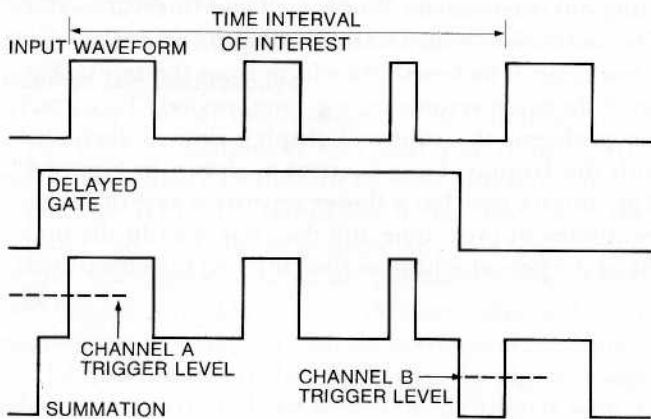 TIME INTERVAL
OF INTEREST
INPUT WAVEFORM
DELAYED
GATE
CHANNEL A
TRIGGER LEVEL
CHANNEL B
TRIGGER LEVEL
SUMMATION